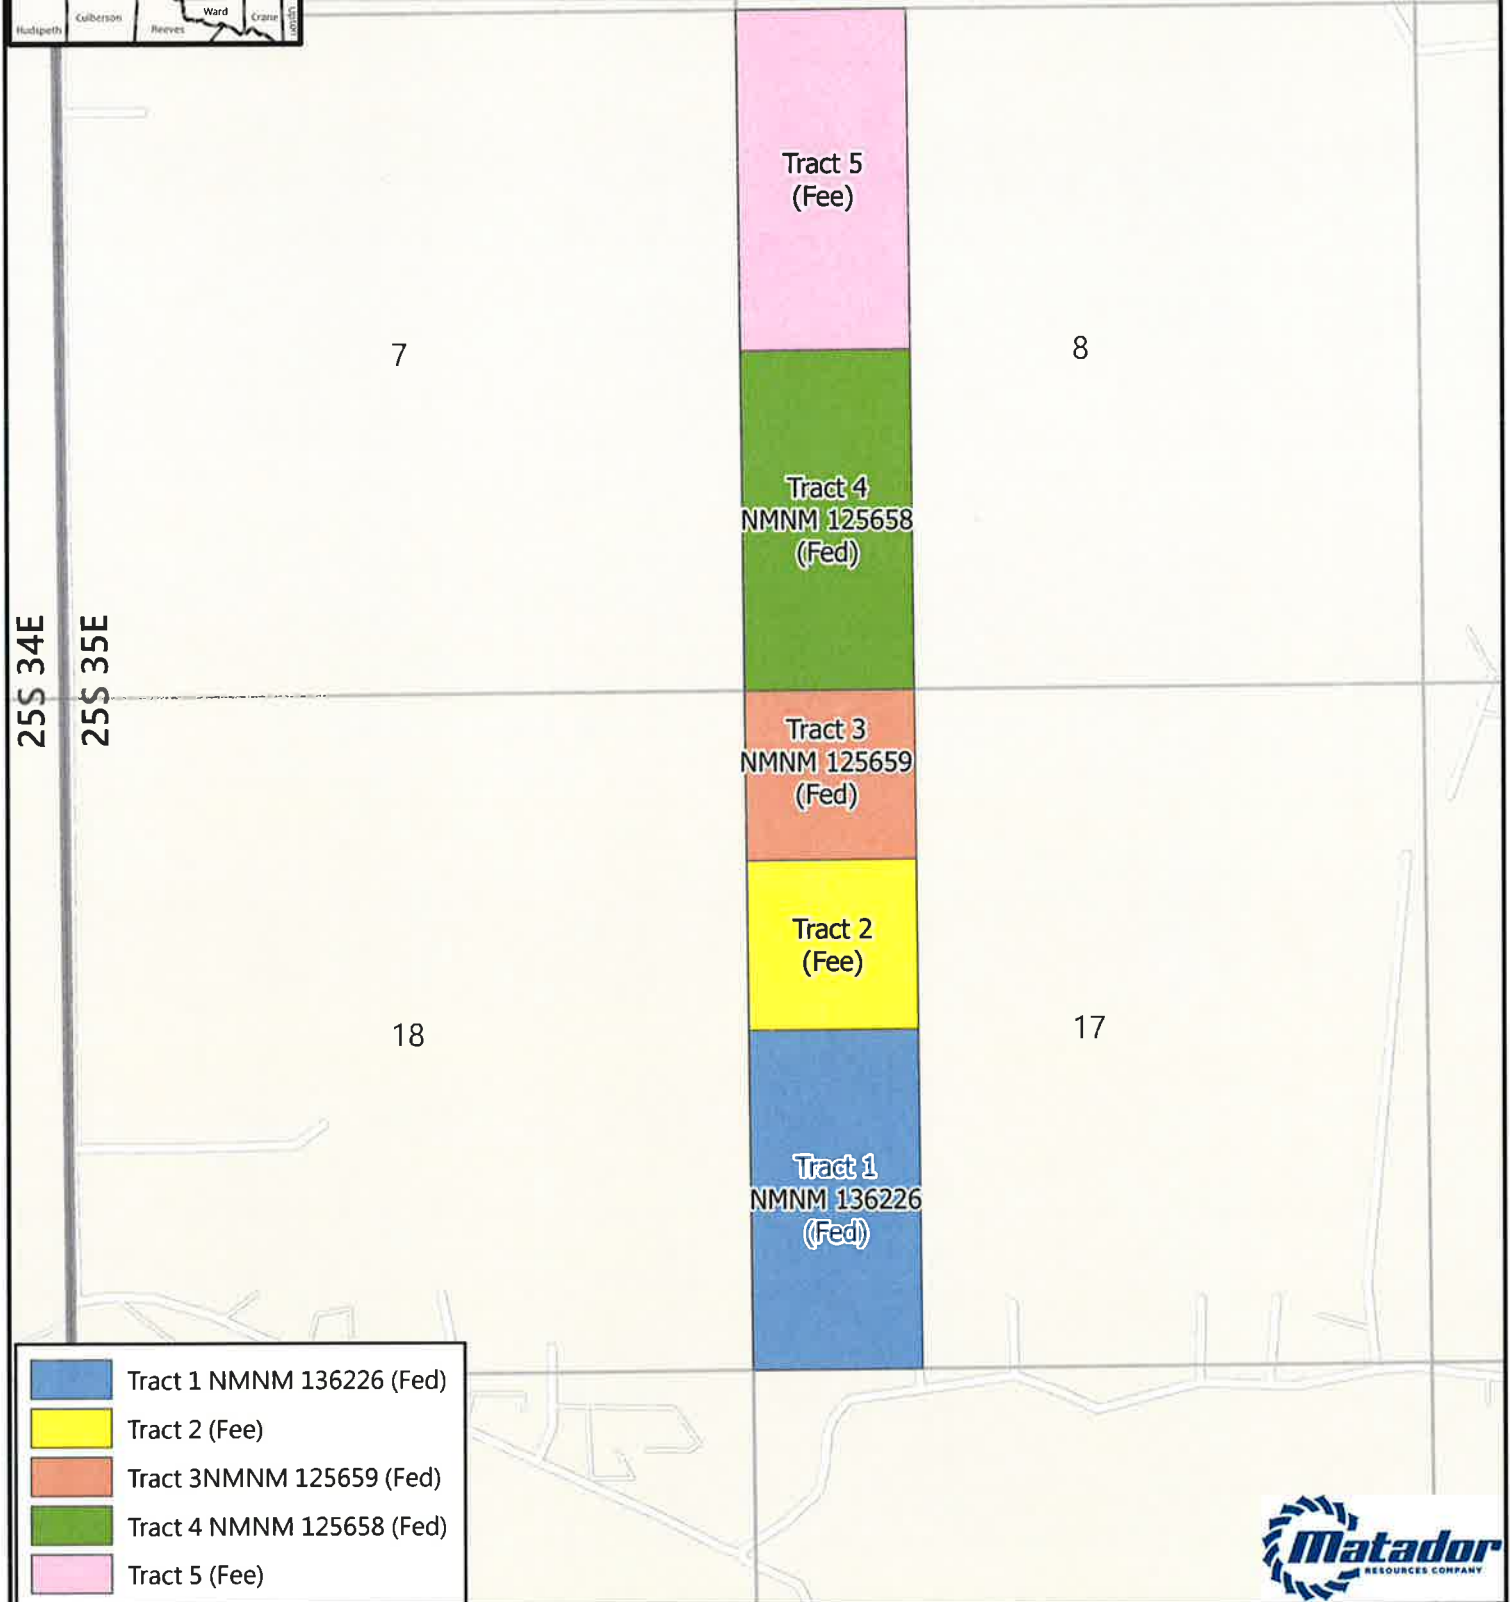 Ward
Culberson
Crane
Upton
Hudspeth
Reeves
Tract 5
(Fee)
7
8
Tract 4
NMNM 125658
(Fed)
25S 34E
25S 35E
Tract 3
NMNM 125659
(Fed)
Tract 2
(Fee)
18
17
Tract 1
NMNM 136226
(Fed)
Tract 1 NMNM 136226 (Fed)
Tract 2 (Fee)
Tract 3NMNM 125659 (Fed)
Tract 4 NMNM 125658 (Fed)
Tract 5 (Fee)
Matador
RESOURCES COMPANY